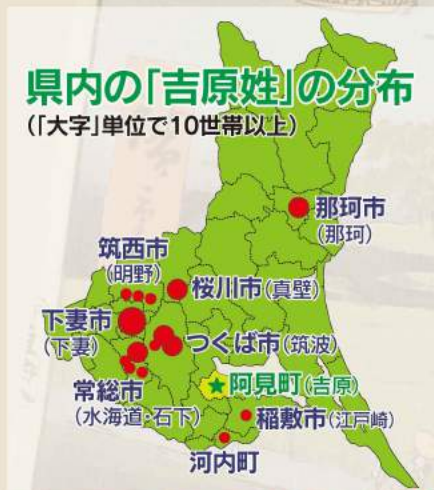 県内の「吉原姓」の分布
(「大字」単位で10世帯以上)
那珂市
(那珂)
筑西市
(明野)
桜川市(真壁)
下妻市
(下妻)
つくば市(筑波)
阿見町(吉原)
常総市
(水海道・石下)
稲敷市(江戸崎)
河内町